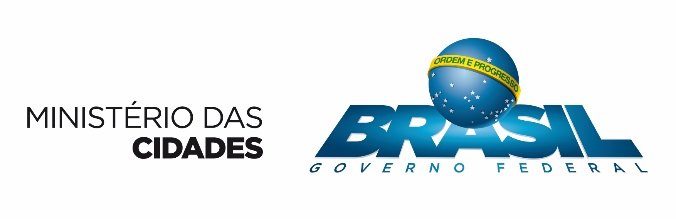 MINISTÉRIO DAS
CIDADES
ORDEM E PROGRESSO
BRASIL
GOVERNO FEDERAL